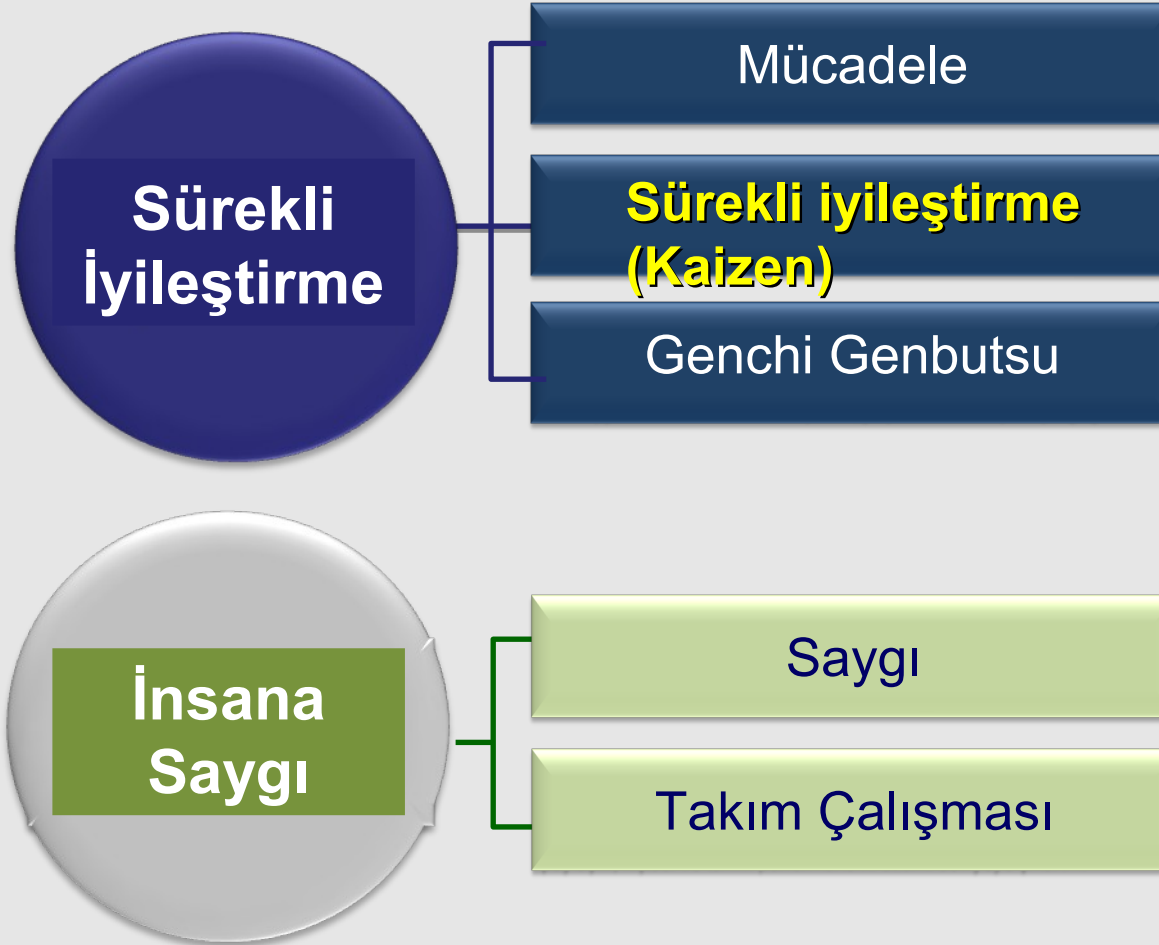 Sürekli
İyileştirme
Mücadele
Sürekli iyileştirme
(Kaizen)
Genchi Genbutsu
İnsana
Saygı
Saygı
Takım Çalışması